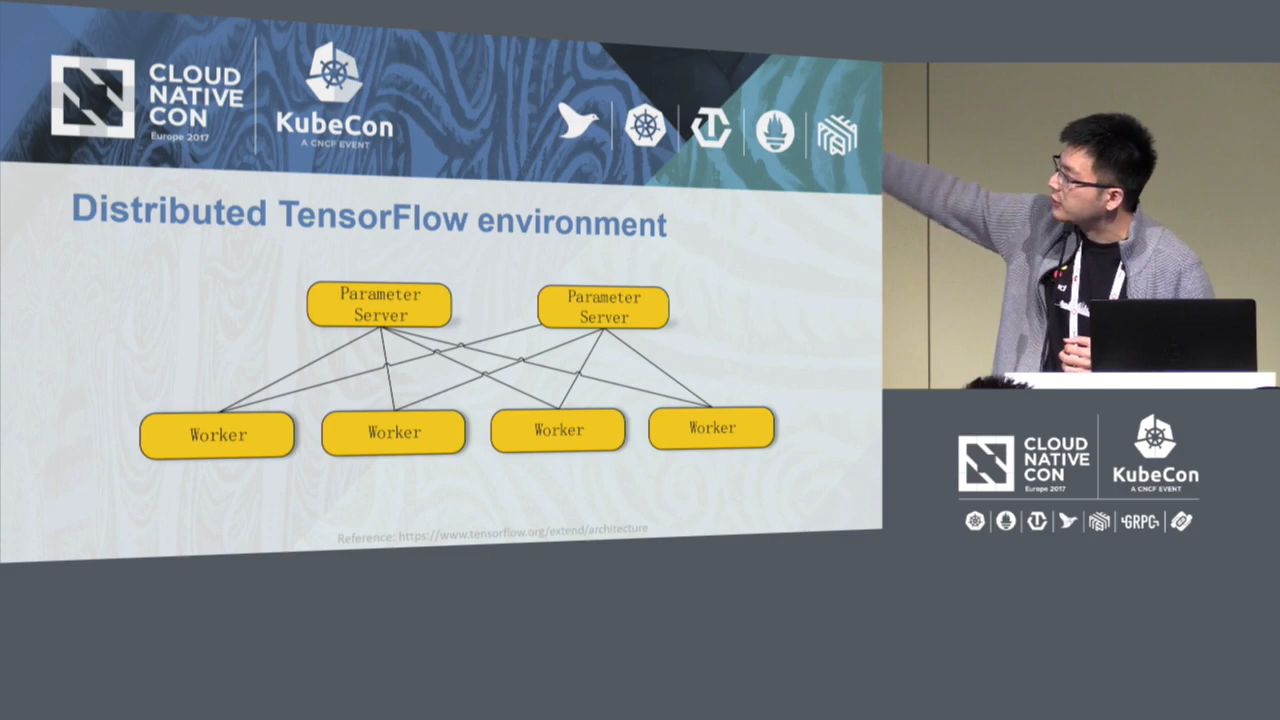 CLOUD
NATIVE
CON
Europe 2017
KubeCon
A CNCF EVENT
Distributed TensorFlow environment
Parameter
Server
Parameter
Server
Worker
Worker
Worker
Worker
Reference: https://www.tensorflow.org/extend/architecture
CLOUD
NATIVE
CON
Europe 2017
KubeCon
A CNCF EVENT
GRPC